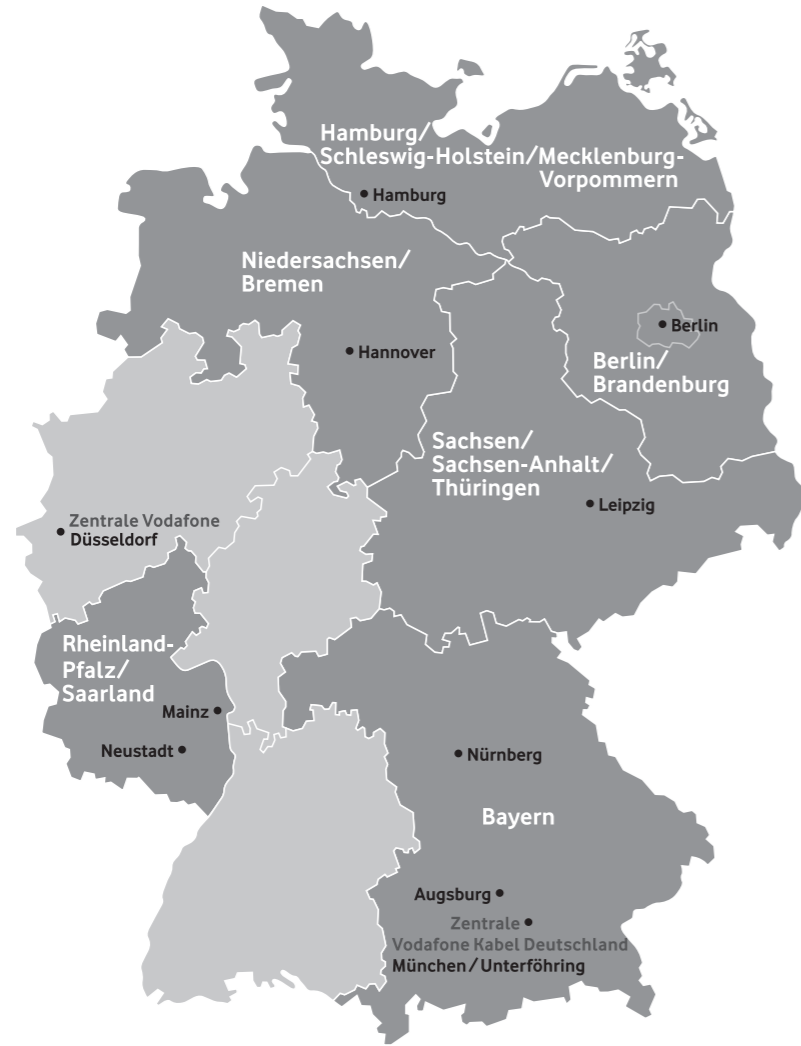 Hamburg/
Schleswig-Holstein/Mecklenburg-
Vorpommern
Hamburg
Niedersachsen/
Bremen
Hannover
Berlin
Berlin/
Brandenburg
Sachsen/
Sachsen-Anhalt/
Thüringen
Leipzig
Zentrale Vodafone
Düsseldorf
Rheinland-
Pfalz/
Saarland
Mainz
Neustadt
Nürnberg
Bayern
Augsburg
Zentrale
Vodafone Kabel Deutschland
München / Unterföhring